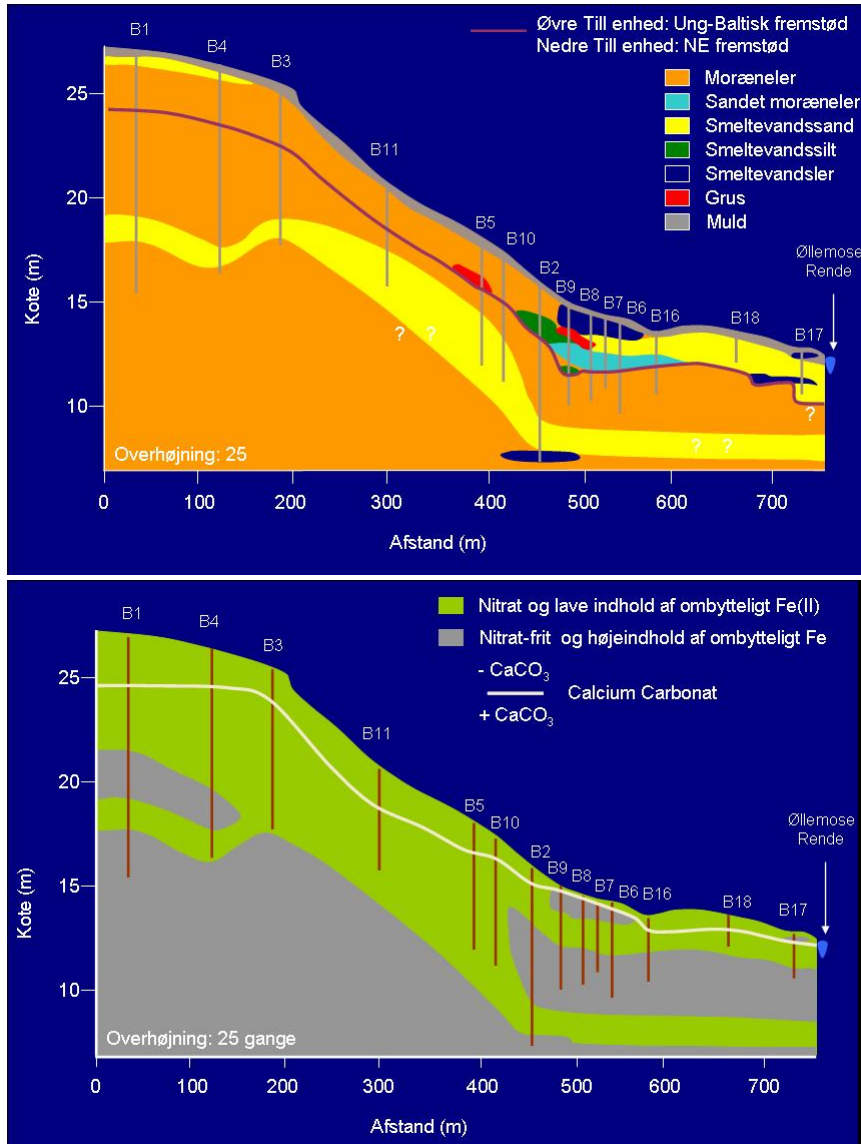 B1
B4
B3
B11
B5
B10
B2
B9
B8
B7
B6
B16
B18
B17
Øvre Till enhed: Ung-Baltisk fremstød
Nedre Till enhed: NE fremstød
Moræneler
Sandet moræneler
Smeltevandssand
Smeltevandssilt
Smeltevandsler
Grus
Muld
Øllemose
Rende
Kote (m)
25
20
15
10
? ?
? ?
?
Overhøjning: 25
0 100 200 300 400 500 600 700
Afstand (m)
B1
B4
B3
B11
B5
B10
B2
B9
B8
B7
B6
B16
B18
B17
Nitrat og lave indhold af ombytteligt Fe(II)
Nitrat-frit og højeindhold af ombytteligt Fe
- CaCO₃
Calcium Carbonat
+ CaCO₃
Øllemose
Rende
Kote (m)
25
20
15
10
Overhøjning: 25 gange
0 100 200 300 400 500 600 700
Afstand (m)